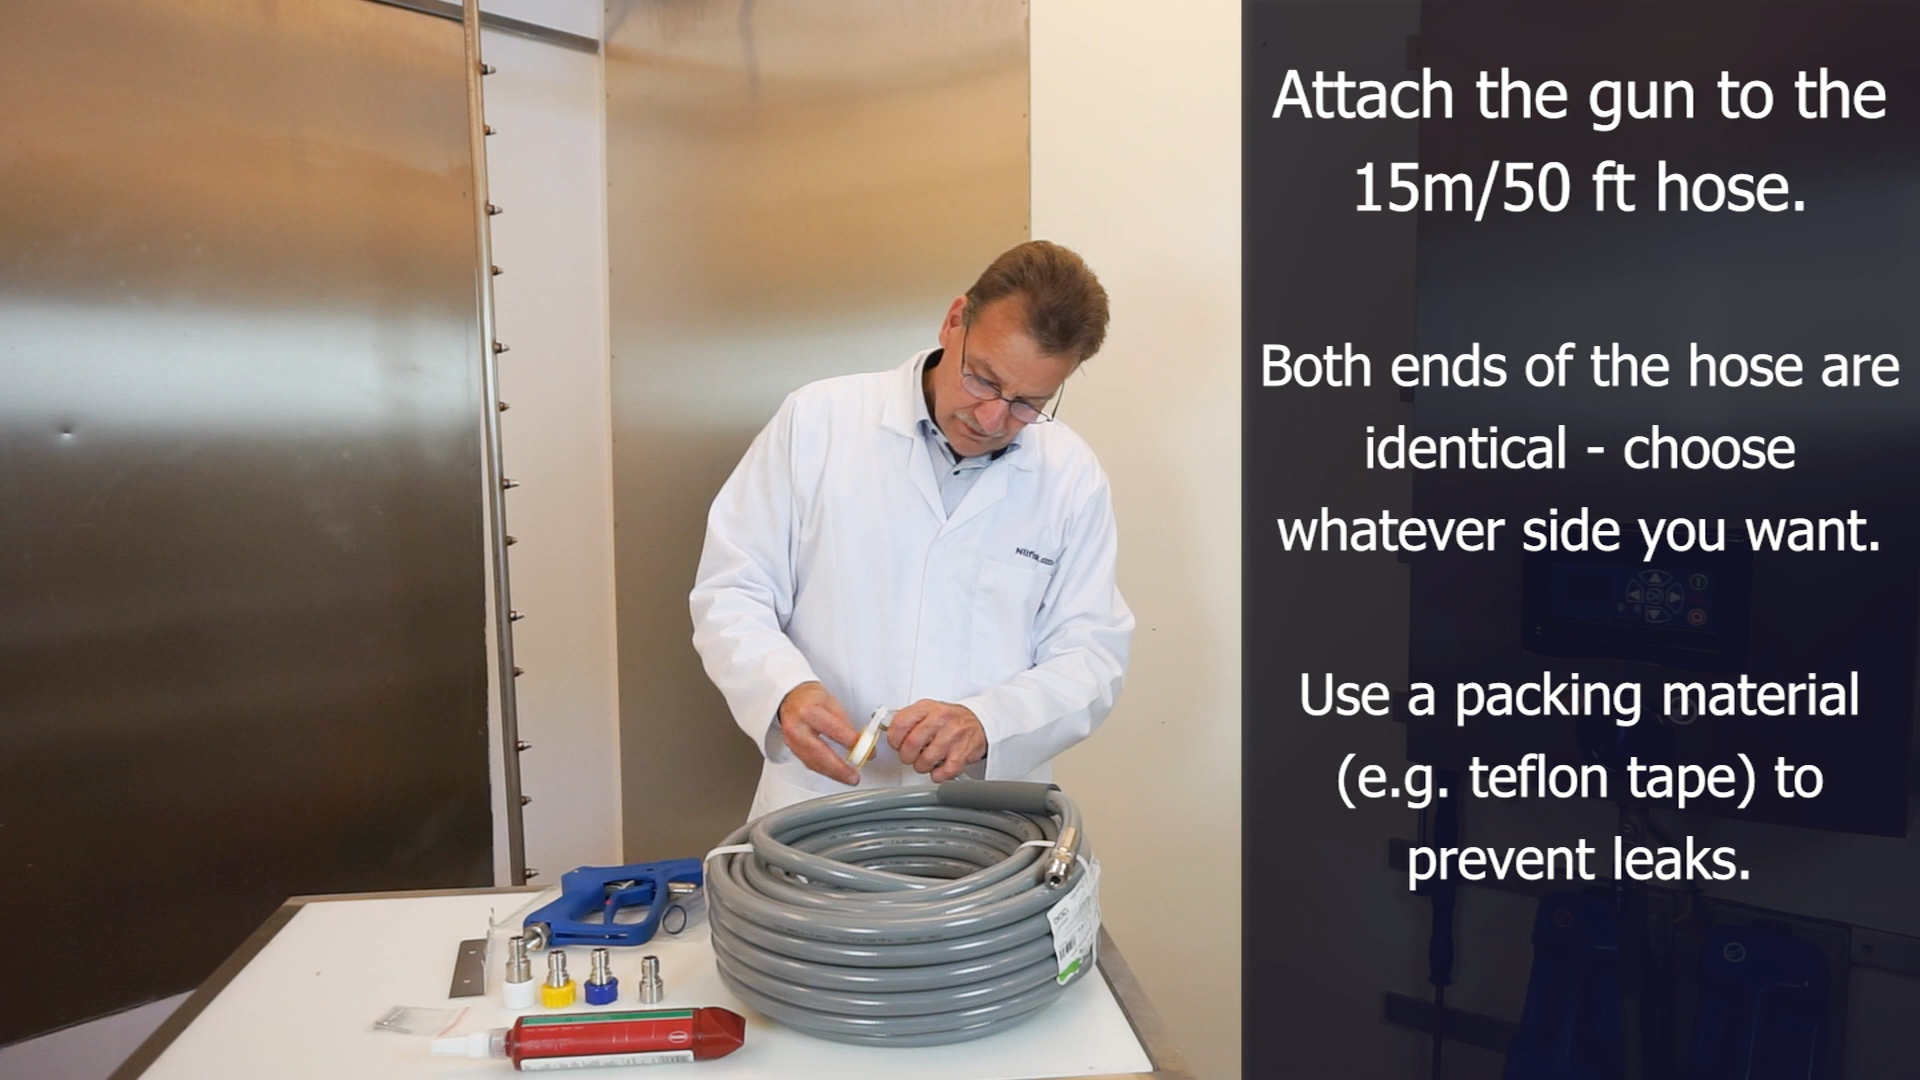 Attach the gun to the
15m/50 ft hose.
Both ends of the hose are
identical - choose
whatever side you want.
Use a packing material
(e.g. teflon tape) to
prevent leaks.